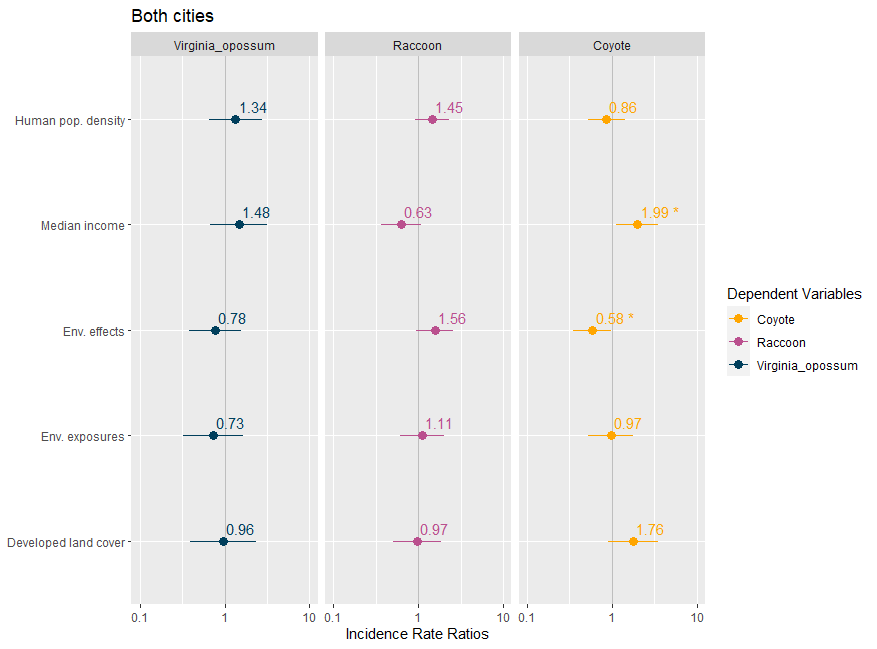 Both cities
Virginia_opossum
Raccoon
Coyote
Human pop. density
1.34
1.45
0.86
Median income
1.48
0.63
1.99 *
Env. effects
0.78
1.56
0.58 *
Env. exposures
0.73
1.11
0.97
Developed land cover
0.96
0.97
1.76
0.1 1 10
0.1 1 10
0.1 1 10
Incidence Rate Ratios
Dependent Variables
Coyote
Raccoon
Virginia_opossum